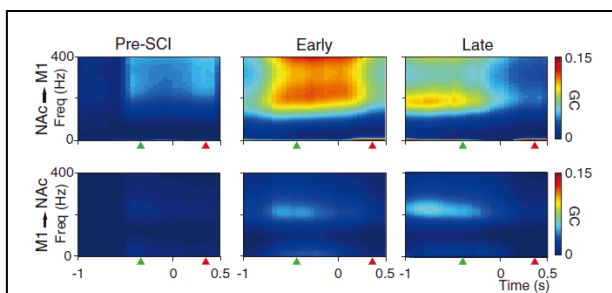 Pre-SCI Early Late
NAc → M1
Freq (Hz)
400
200
0
0.15
GC
0
M1 → NAc
Freq (Hz)
400
200
0
0.15
GC
0
-1 0 0.5 -1 0 0.5 -1 0 0.5
Time (s)